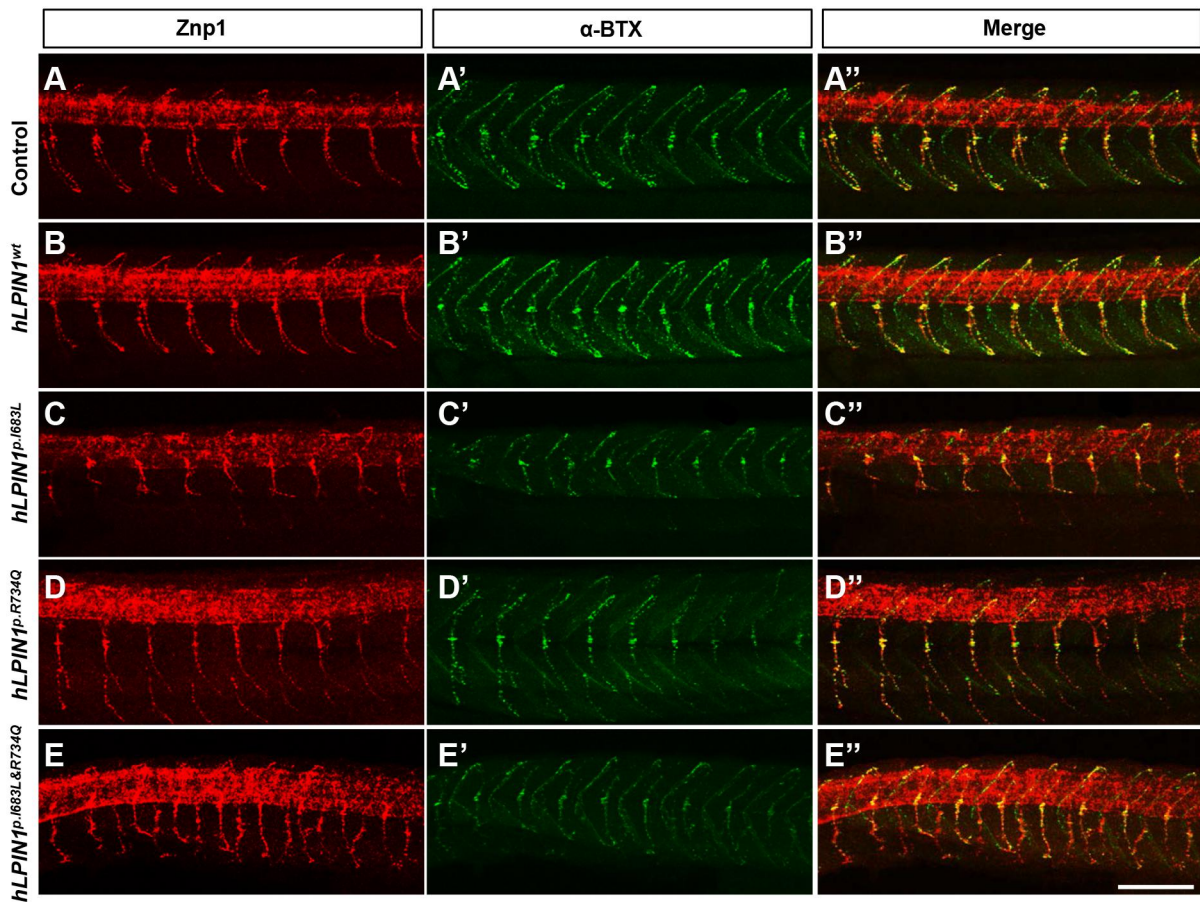 Znp1 α-BTX Merge
Control A A’ A’’
hLPIN1wt B B’ B’’
hLPIN1p.I683L C C’ C’’
hLPIN1p.R734Q D D’ D’’
hLPIN1p.I683L&R734Q E E’ E’’